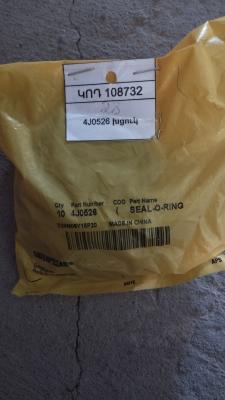 ԿՈԴ 108732
4J0526 խցուկ
Qty Part Number COO Part Name
10 4J0526 ( SEAL-O-RING
MADE IN CHINA